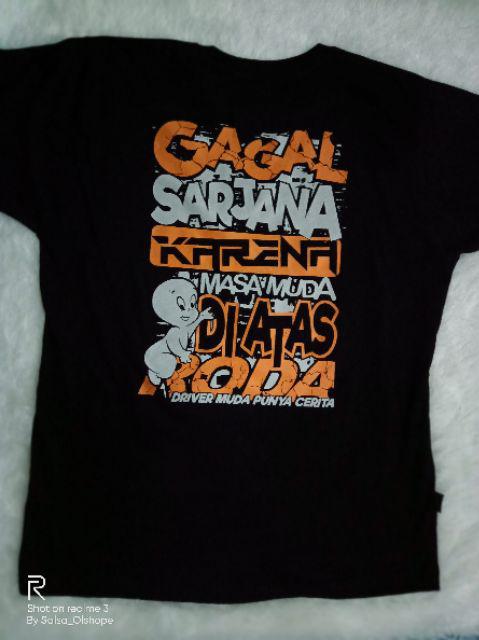 GAGAL
SARJANA
KARENA
MASA MUDA
DI ATAS
RODA
DRIVER MUDA PUNYA CERITA
R
Shot on realme 3
By Salsa_Olshope